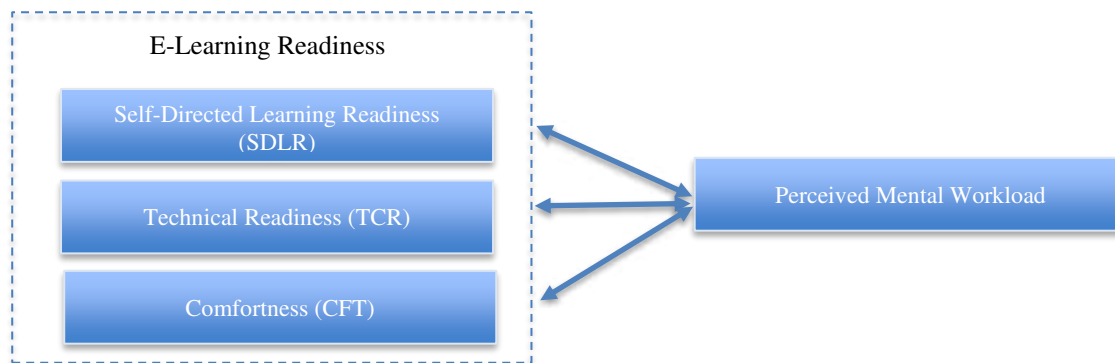 E-Learning Readiness
Self-Directed Learning Readiness
(SDLR)
Technical Readiness (TCR)
Comfortness (CFT)
Perceived Mental Workload